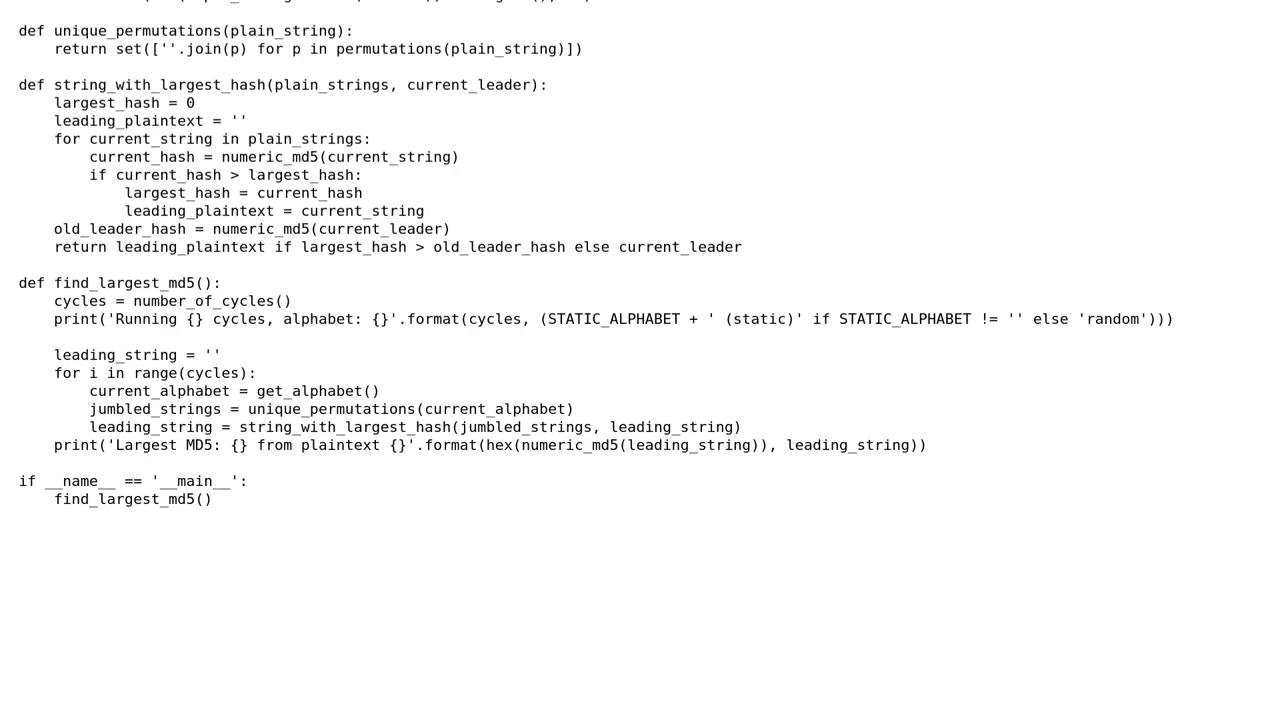 def unique_permutations(plain_string):
    return set([''.join(p) for p in permutations(plain_string)])

def string_with_largest_hash(plain_strings, current_leader):
    largest_hash = 0
    leading_plaintext = ''
    for current_string in plain_strings:
        current_hash = numeric_md5(current_string)
        if current_hash > largest_hash:
            largest_hash = current_hash
            leading_plaintext = current_string
    old_leader_hash = numeric_md5(current_leader)
    return leading_plaintext if largest_hash > old_leader_hash else current_leader

def find_largest_md5():
    cycles = number_of_cycles()
    print('Running {} cycles, alphabet: {}'.format(cycles, (STATIC_ALPHABET + ' (static)' if STATIC_ALPHABET != '' else 'random')))

    leading_string = ''
    for i in range(cycles):
        current_alphabet = get_alphabet()
        jumbled_strings = unique_permutations(current_alphabet)
        leading_string = string_with_largest_hash(jumbled_strings, leading_string)
    print('Largest MD5: {} from plaintext {}'.format(hex(numeric_md5(leading_string)), leading_string))

if __name__ == '__main__':
    find_largest_md5()